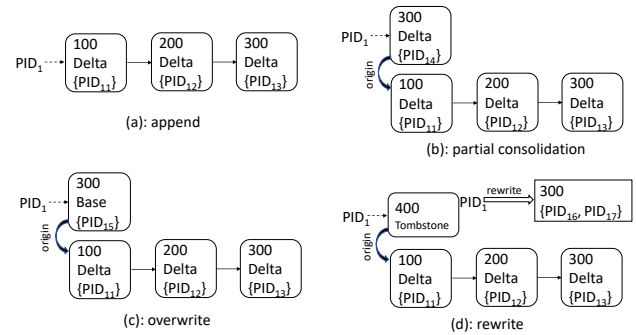 PID1
100
Delta
{PID11}
200
Delta
{PID12}
300
Delta
{PID13}
(a): append
PID1
300
Delta
{PID14}
origin
100
Delta
{PID11}
200
Delta
{PID12}
300
Delta
{PID13}
(b): partial consolidation
PID1
300
Base
{PID15}
origin
100
Delta
{PID11}
200
Delta
{PID12}
300
Delta
{PID13}
(c): overwrite
PID1
400
Tombstone
PID1
rewrite
300
{PID16, PID17}
origin
100
Delta
{PID11}
200
Delta
{PID12}
300
Delta
{PID13}
(d): rewrite